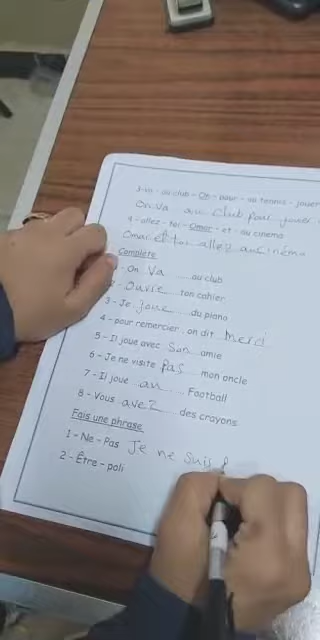 au club - On - pour - au tennis - jouer
On va au club pour jouer
4 - allez - toi - Omar - et - au cinéma
Omar et toi allez au cinéma
Complète
- On Va au club
- Ouvre ton cahier
3 - Je joue du piano
4 - pour remercier, on dit merci
5 - Il joue avec Son amie
6 - Je ne visite pas mon oncle
7 - Il joue au Football
8 - Vous avez des crayons
Fais une phrase
1 - Ne - Pas Je ne suis
2 - Être - poli